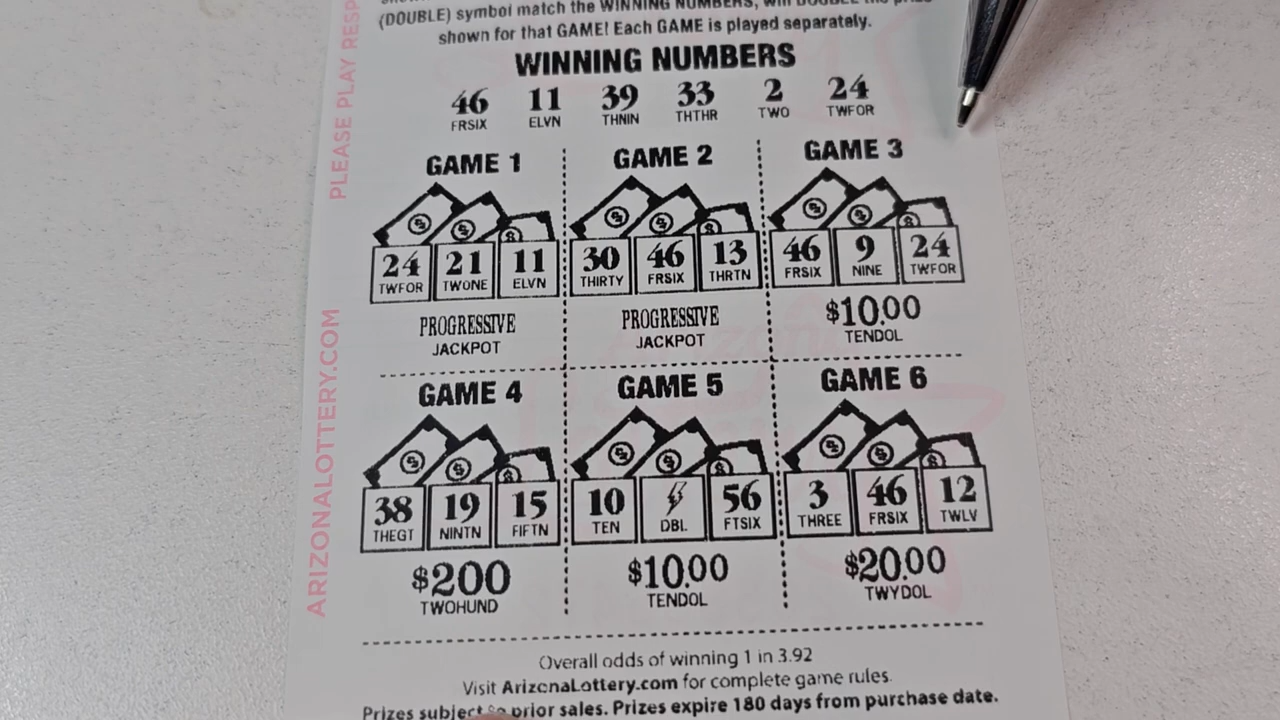 (DOUBLE) symbol match the WINNING NUMBERS, will DOUBLE the prize
shown for that GAME! Each GAME is played separately.
WINNING NUMBERS
46 11 39 33 2 24
FRSIX ELVN THNIN THTHR TWO TWFOR
GAME 1 GAME 2 GAME 3
24 21 11 30 46 13 46 9 24
TWFOR TWONE ELVN THIRTY FRSIX THRTN FRSIX NINE TWFOR
PROGRESSIVE PROGRESSIVE $10.00
JACKPOT JACKPOT TENDOL
GAME 4 GAME 5 GAME 6
38 19 15 10 56 3 46 12
THEGT NINTN FIFTN TEN DBL FTSIX THREE FRSIX TWLV
$200 $10.00 $20.00
TWOHUND TENDOL TWYDOL
Overall odds of winning 1 in 3.92
Visit ArizonaLottery.com for complete game rules.
Prizes subject to prior sales. Prizes expire 180 days from purchase date.
PLEASE PLAY RESP
ARIZONALOTTERY.COM